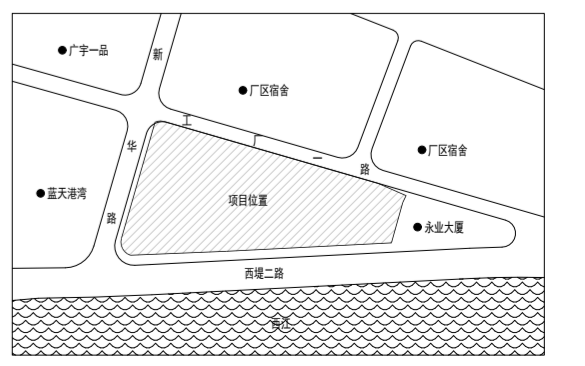 广宇一品
新华路
厂区宿舍
工厂一路
厂区宿舍
蓝天港湾
项目位置
永业大厦
西堤二路
西江